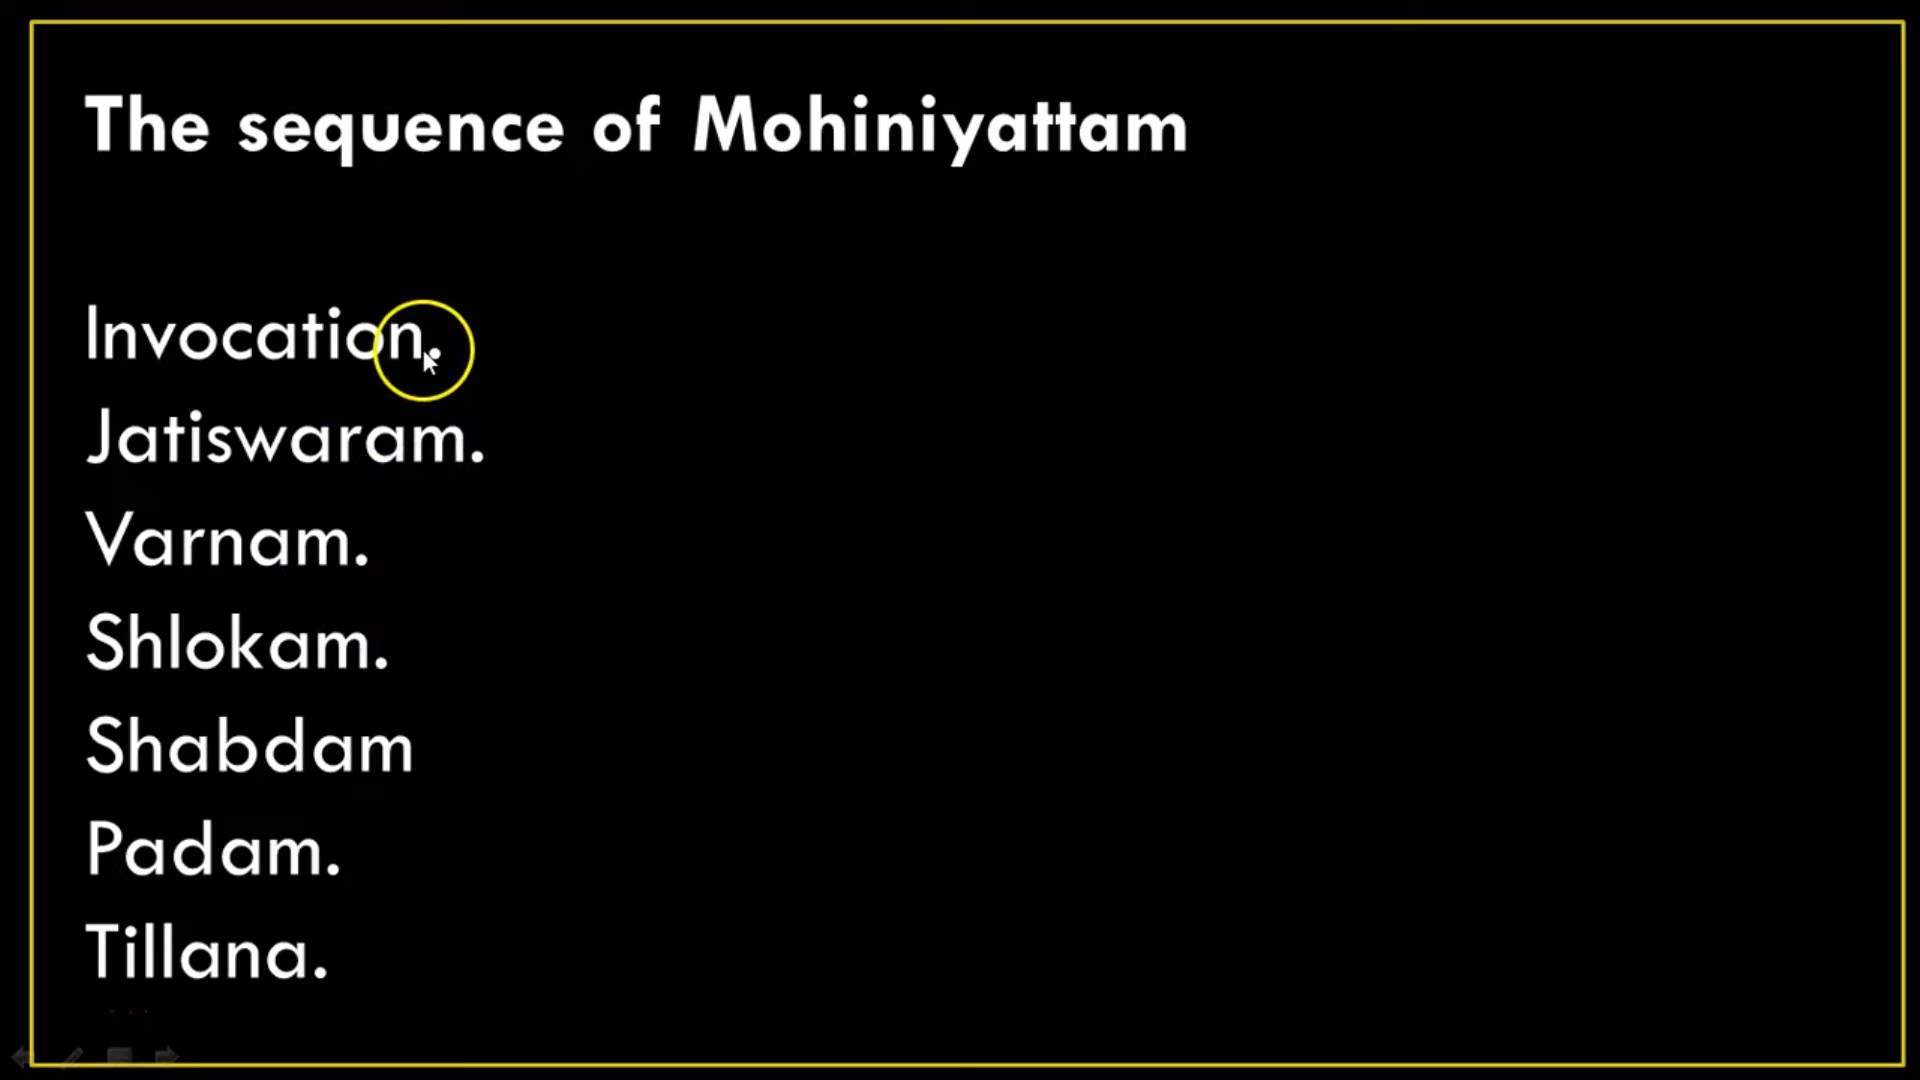 The sequence of Mohiniyattam
Invocation.
Jatiswaram.
Varnam.
Shlokam.
Shabdam
Padam.
Tillana.